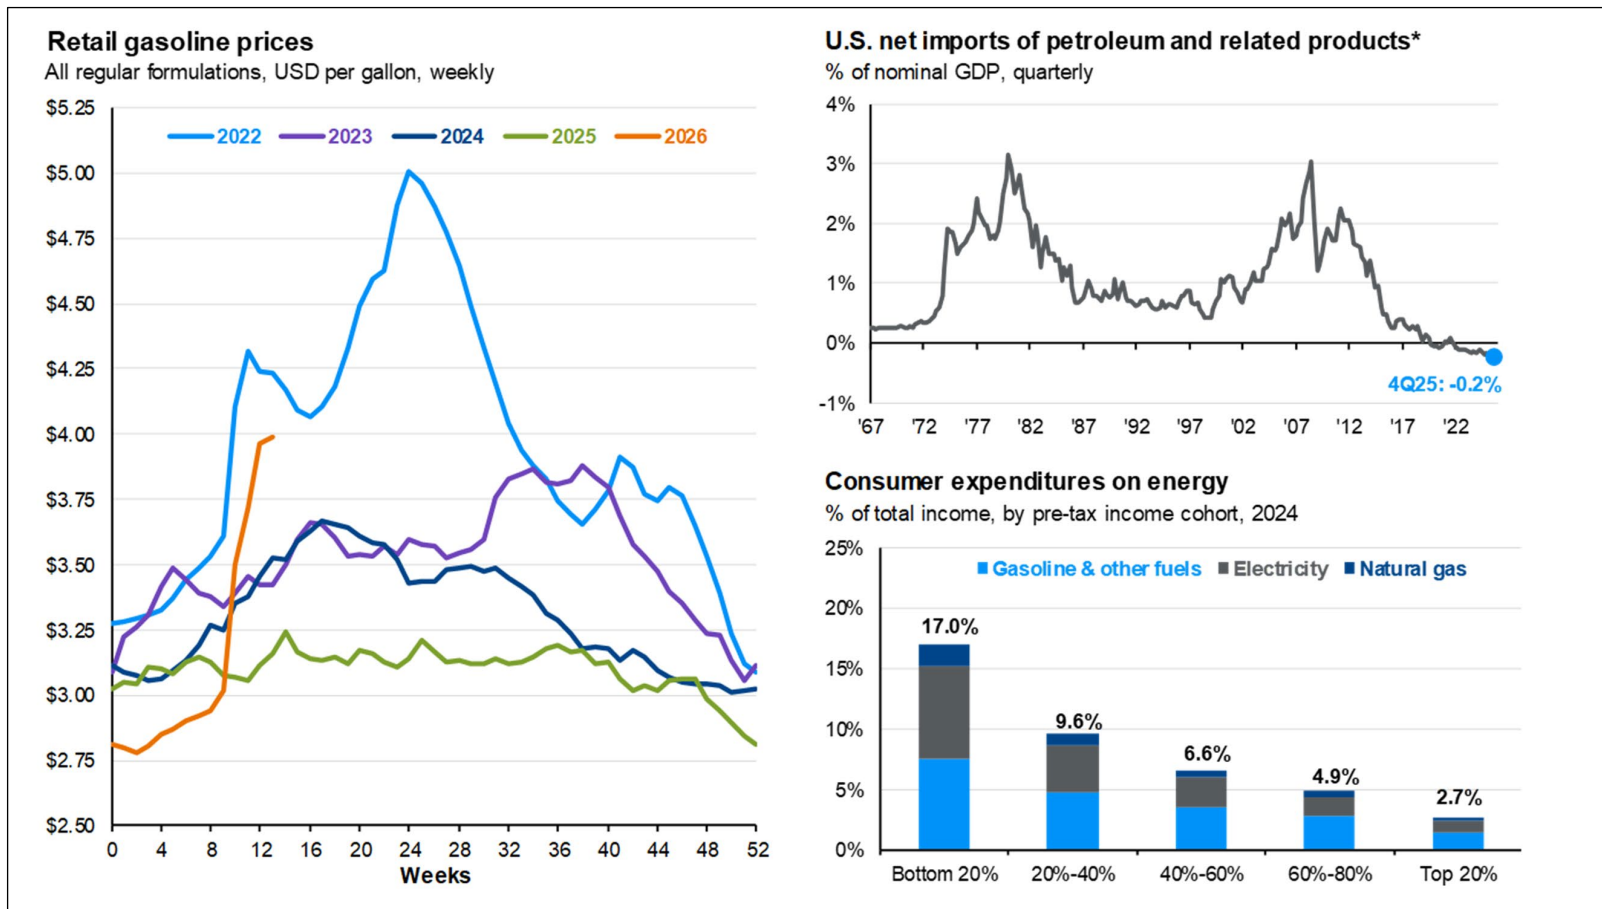 Retail gasoline prices
All regular formulations, USD per gallon, weekly
$5.25
2022 2023 2024 2025 2026
$5.00
$4.75
$4.50
$4.25
$4.00
$3.75
$3.50
$3.25
$3.00
$2.75
$2.50
0 4 8 12 16 20 24 28 32 36 40 44 48 52
Weeks
U.S. net imports of petroleum and related products*
% of nominal GDP, quarterly
4%
3%
2%
1%
0%
4Q25: -0.2%
-1%
'67 '72 '77 '82 '87 '92 '97 '02 '07 '12 '17 '22
Consumer expenditures on energy
% of total income, by pre-tax income cohort, 2024
25%
Gasoline & other fuels Electricity Natural gas
20%
17.0%
15%
10%
9.6%
6.6%
5%
4.9%
2.7%
0%
Bottom 20% 20%-40% 40%-60% 60%-80% Top 20%